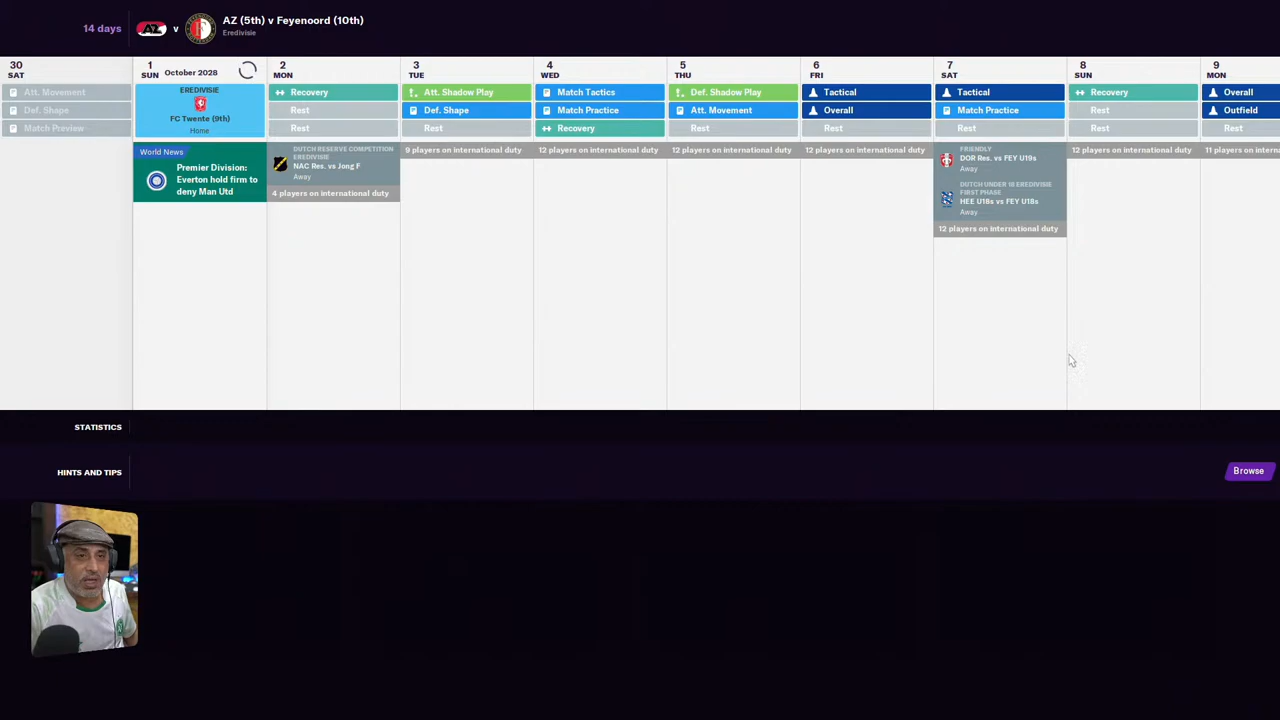 14 days
AZ
v
AZ (5th) v Feyenoord (10th)
Eredivisie
30
SAT
Att. Movement
Def. Shape
Match Preview
1
SUN
October 2028
EREDIVISIE
FC Twente (9th)
Home
World News
Premier Division:
Everton hold firm to
deny Man Utd
2
MON
Recovery
Rest
Rest
DUTCH RESERVE COMPETITION
EREDIVISIE
NAC Res. vs Jong F
Away
4 players on international duty
3
TUE
Att. Shadow Play
Def. Shape
Rest
9 players on international duty
4
WED
Match Tactics
Match Practice
Recovery
12 players on international duty
5
THU
Def. Shadow Play
Att. Movement
Rest
12 players on international duty
6
FRI
Tactical
Overall
Rest
12 players on international duty
7
SAT
Tactical
Match Practice
Rest
FRIENDLY
DOR Res. vs FEY U19s
Away
DUTCH UNDER 18 EREDIVISIE
FIRST PHASE
HEE U18s vs FEY U18s
Away
12 players on international duty
8
SUN
Recovery
Rest
Rest
12 players on international duty
9
MON
Overall
Outfield
Rest
11 players on intern
STATISTICS
HINTS AND TIPS
Browse